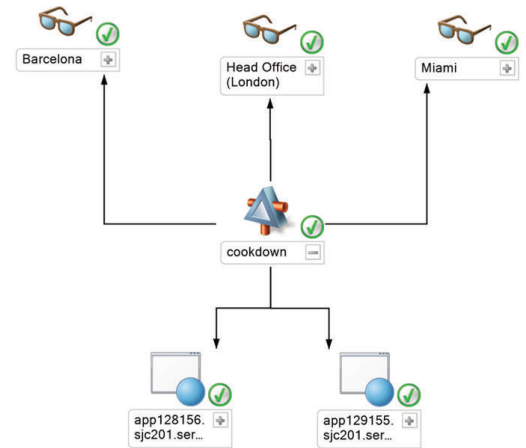 Barcelona
Head Office
(London)
Miami
cookdown
app128156.
sjc201.ser...
app129155.
sjc201.ser...